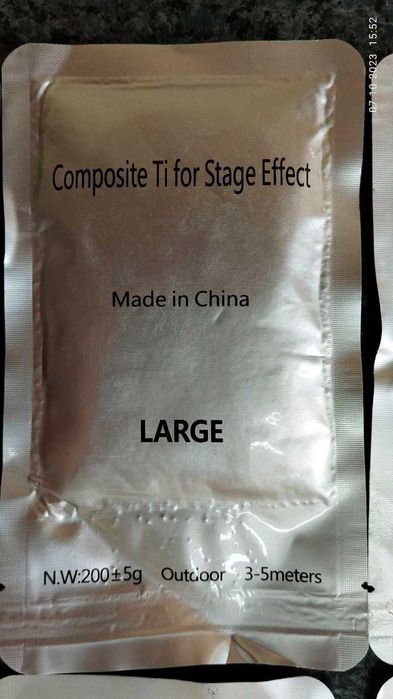 07.10.2023 15:52
Composite Ti for Stage Effect
Made in China
LARGE
N.W:200±5g Outdoor 3-5meters